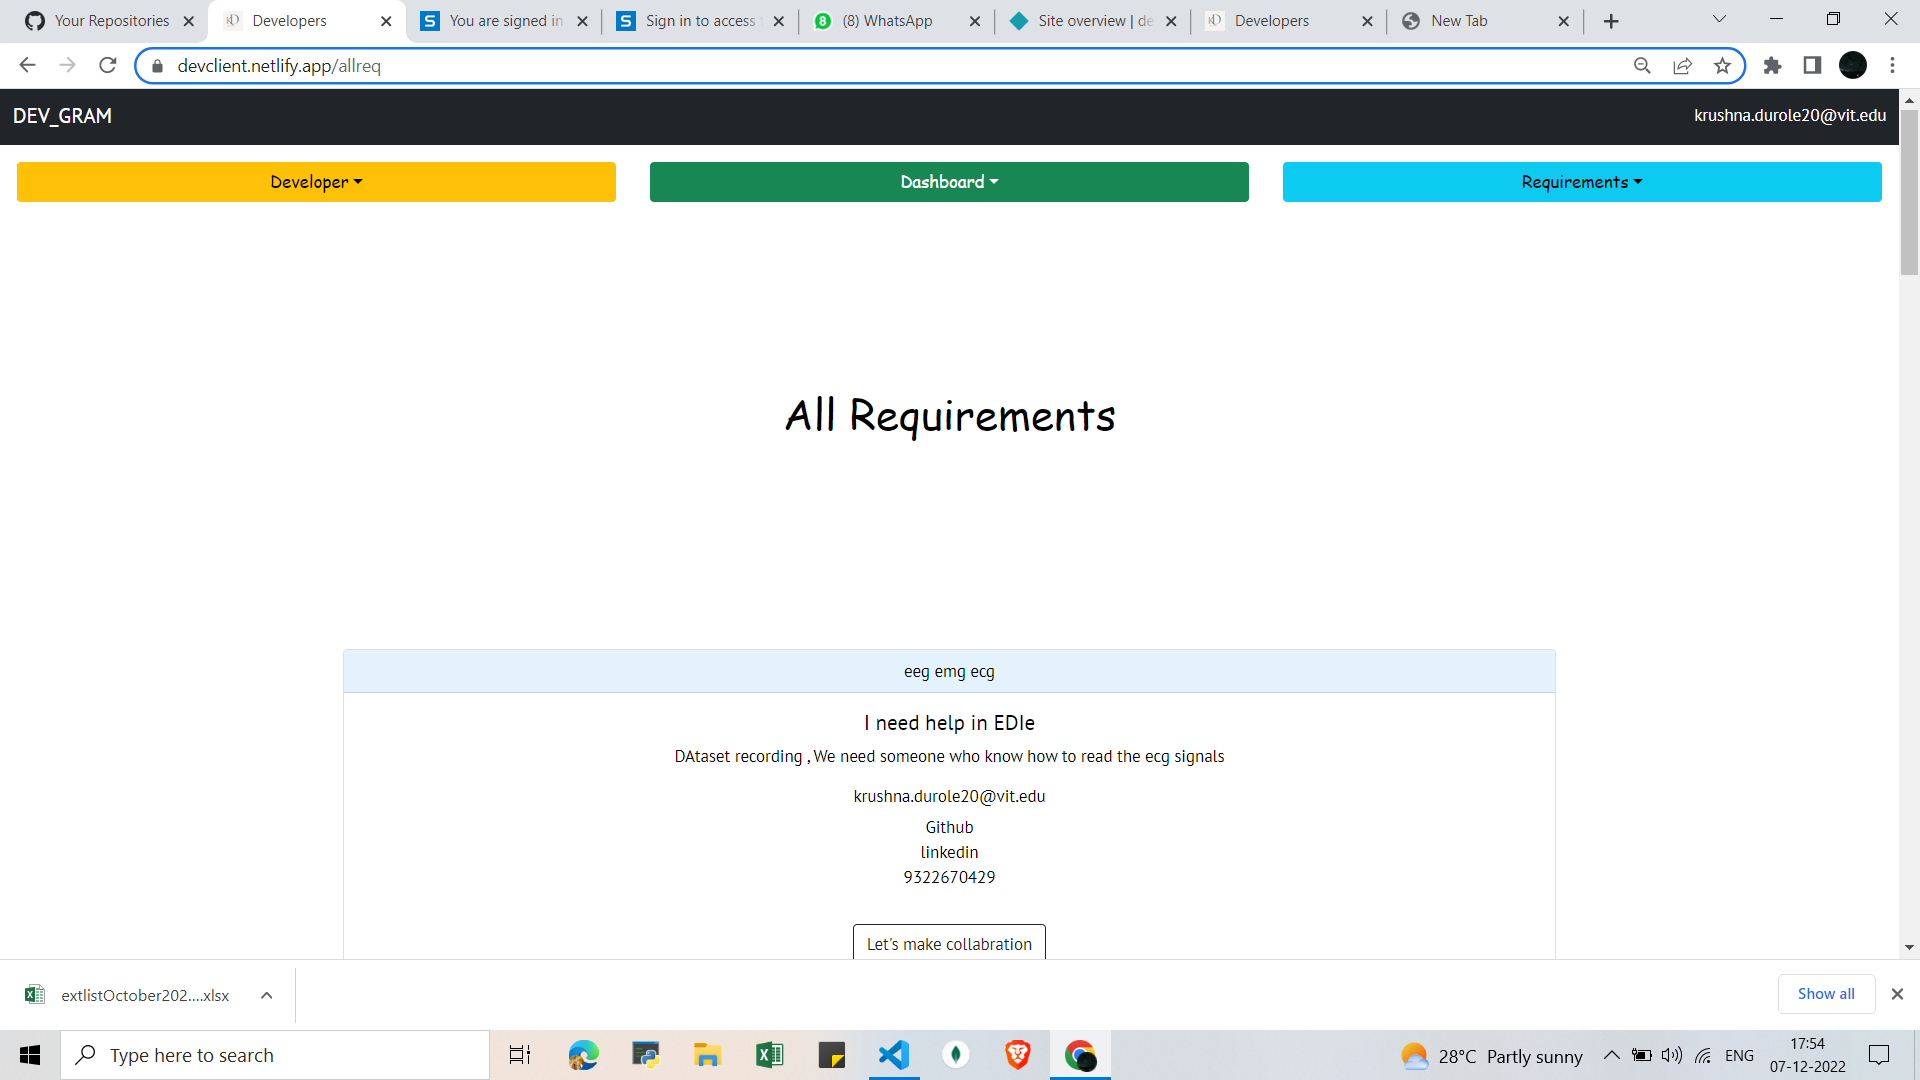 Your Repositories
Developers
You are signed in
Sign in to access
(8) WhatsApp
Site overview | de
Developers
New Tab
devclient.netlify.app/allreq
DEV_GRAM
krushna.durole20@vit.edu
Developer
Dashboard
Requirements
All Requirements
eeg emg ecg
I need help in EDIe
DAtaset recording , We need someone who know how to read the ecg signals
krushna.durole20@vit.edu
Github
linkedin
9322670429
Let's make collabration
extlistOctober202....xlsx
Show all
Type here to search
28°C Partly sunny
ENG
17:54
07-12-2022